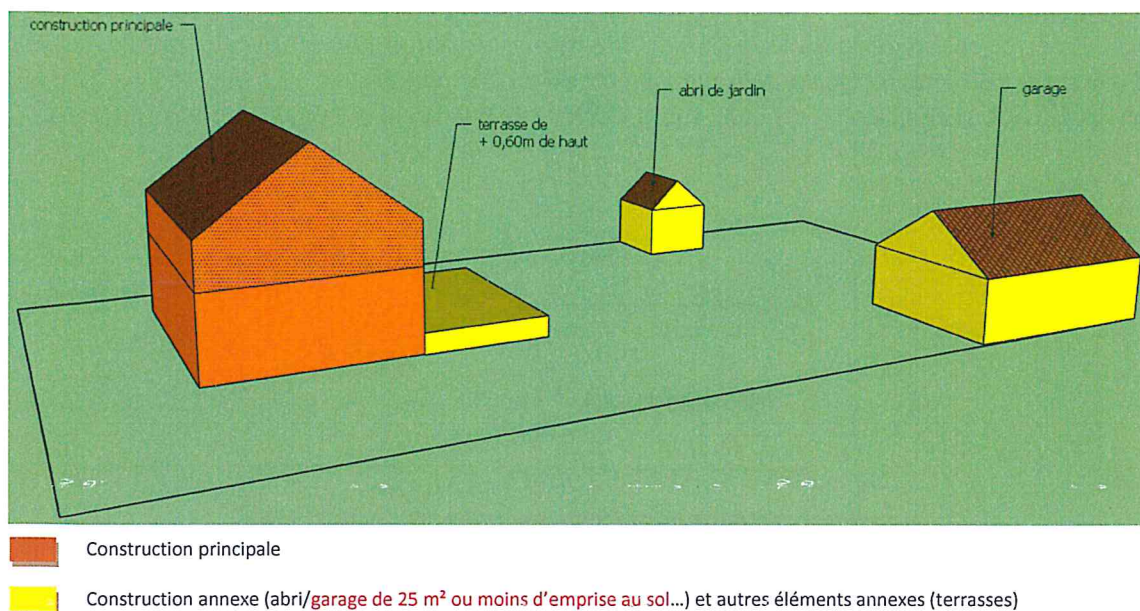 construction principale
terrasse de
+ 0,60m de haut
abri de jardin
garage
Construction principale
Construction annexe (abri/garage de 25 m² ou moins d'emprise au sol...) et autres éléments annexes (terrasses)